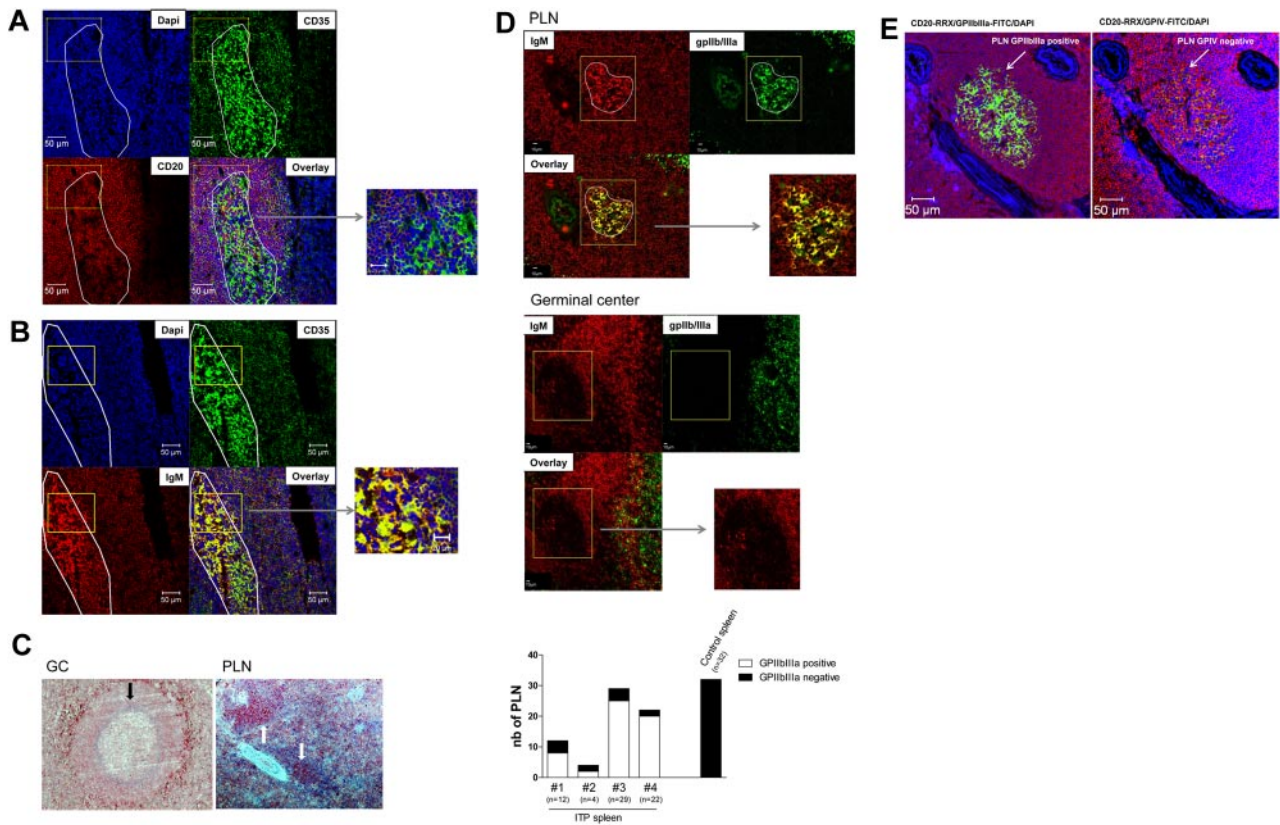 A
Dapi
CD35
50 µm
50 µm
CD20
Overlay
50 µm
50 µm
B
Dapi
CD35
50 µm
50 µm
IgM
Overlay
50 µm
50 µm
C
GC
PLN
D
PLN
IgM
gpIIb/IIIa
Overlay
Germinal center
IgM
gpIIb/IIIa
Overlay
nb of PLN
40
30
20
10
0
#1
#2
#3
#4
(n=12)
(n=4)
(n=29)
(n=22)
ITP spleen
Control spleen
(n=32)
GPIIbIIIa positive
GPIIbIIIa negative
E
CD20-RRX/GPIIbIIIa-FITC/DAPI
CD20-RRX/GPIV-FITC/DAPI
PLN GPIIbIIIa positive
PLN GPIV negative
50 µm
50 µm